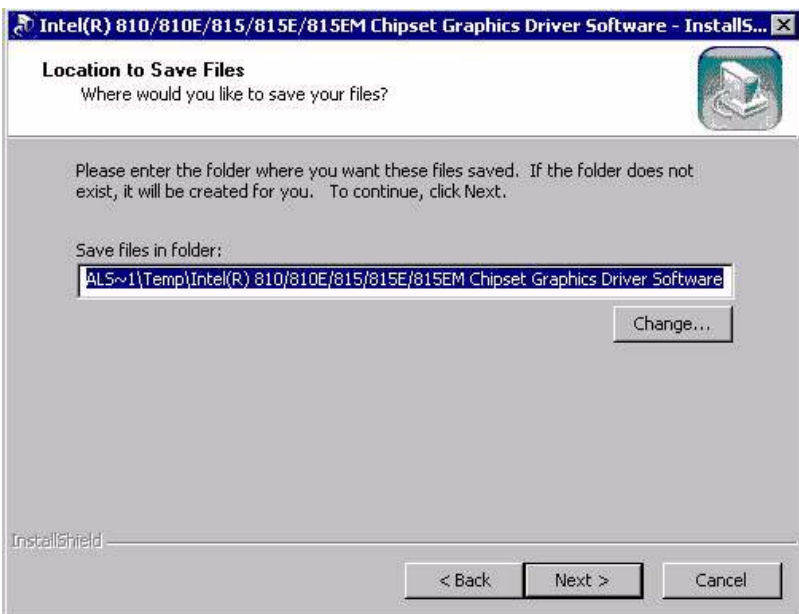 Intel(R) 810/810E/815/815E/815EM Chipset Graphics Driver Software - InstallS...
Location to Save Files
Where would you like to save your files?
Please enter the folder where you want these files saved. If the folder does not
exist, it will be created for you. To continue, click Next.
Save files in folder:
ALS~1\Temp\Intel(R) 810/810E/815/815E/815EM Chipset Graphics Driver Software
Change...
InstallShield
< Back Next > Cancel